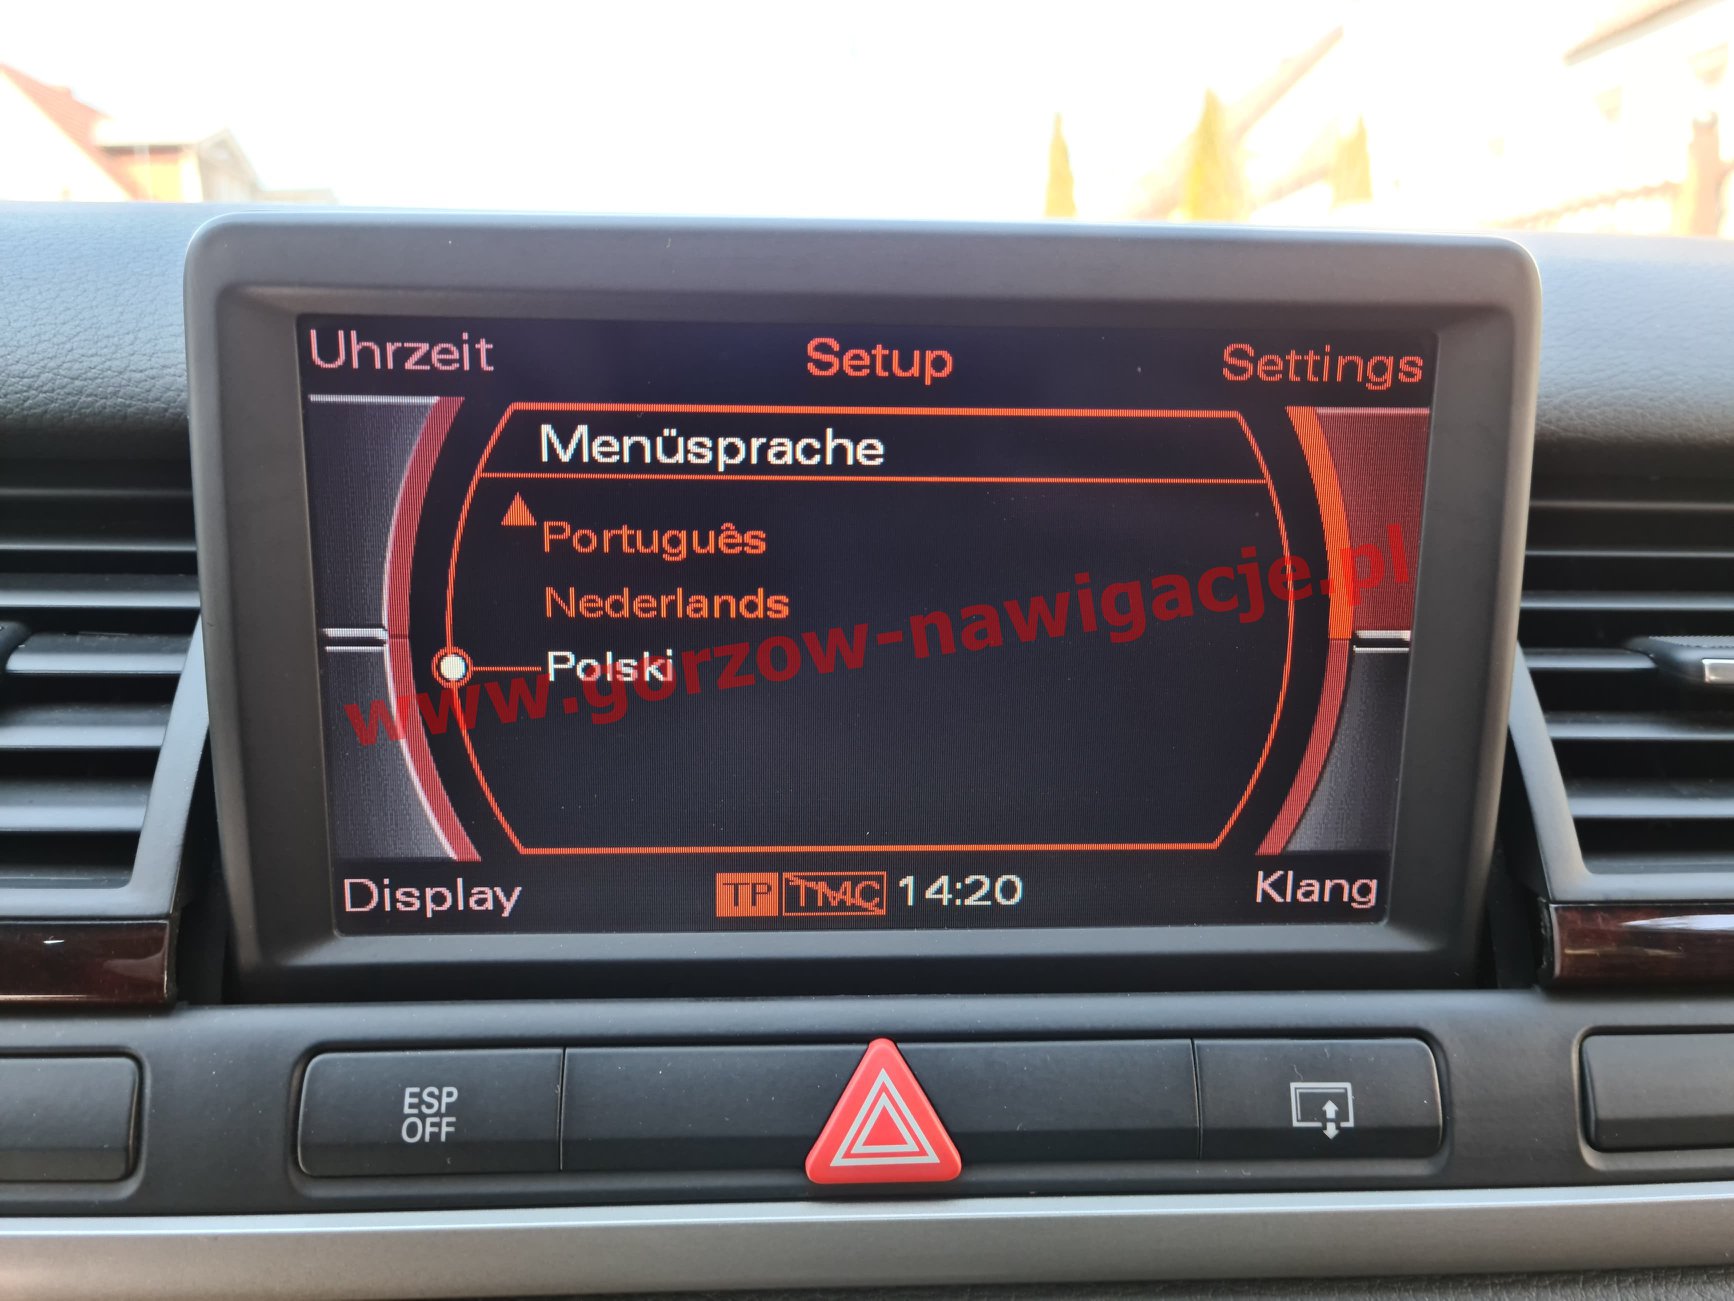 Uhrzeit
Setup
Settings
Menüsprache
Português
Nederlands
Polski
www.gorzow-nawigacje.pl
Display
TP
TMC
14:20
Klang
ESP
OFF